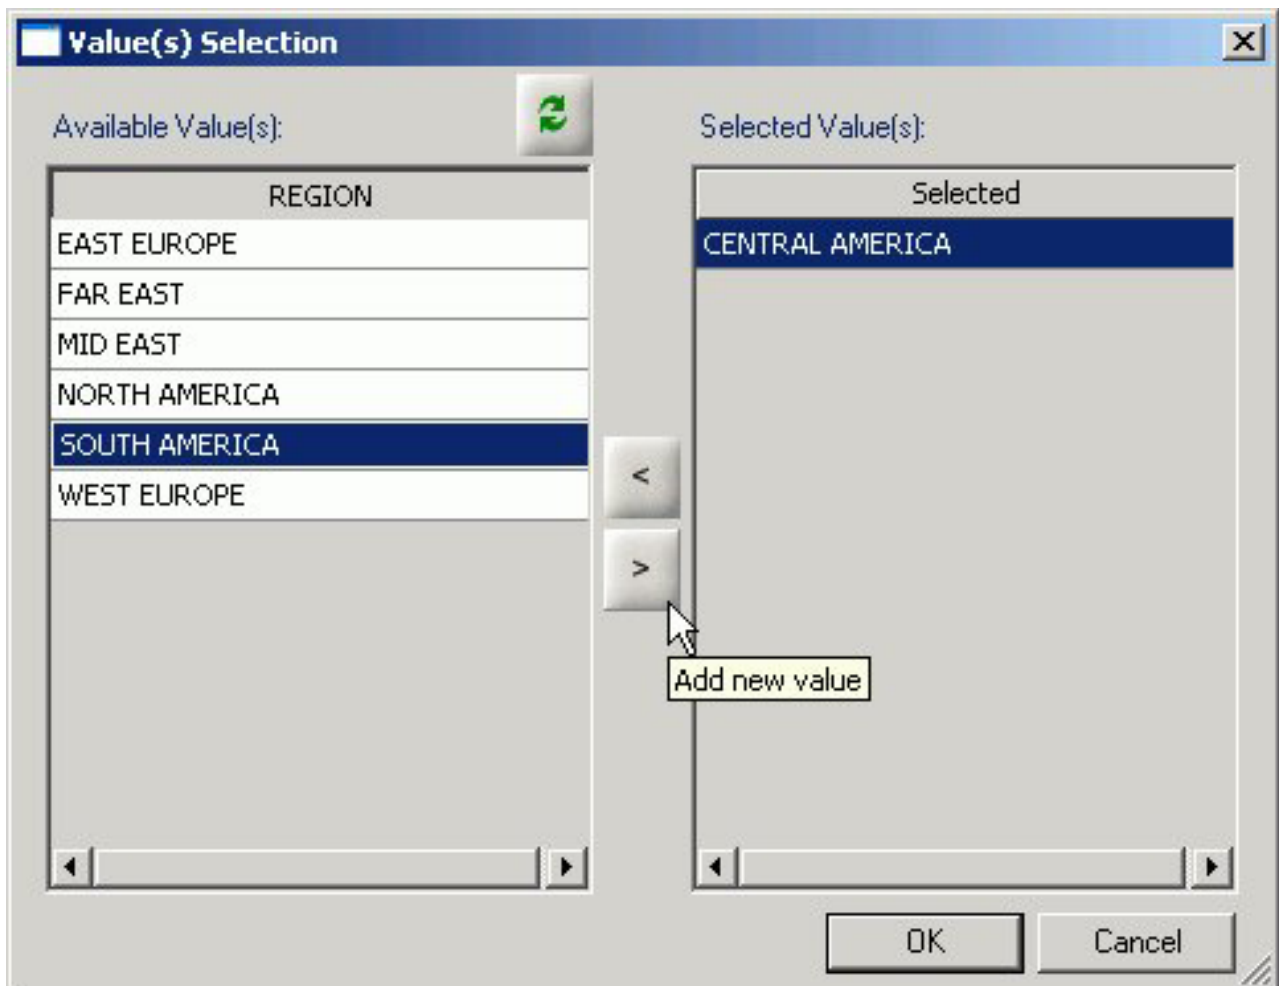 Value(s) Selection
Available Value(s):
REGION
EAST EUROPE
FAR EAST
MID EAST
NORTH AMERICA
SOUTH AMERICA
WEST EUROPE
<
>
Add new value
Selected Value(s):
Selected
CENTRAL AMERICA
OK
Cancel